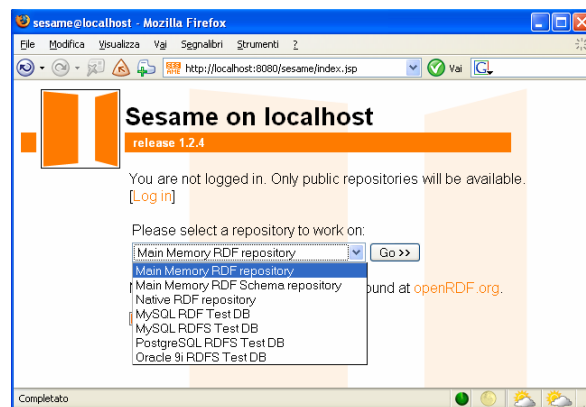 sesame@localhost - Mozilla Firefox
File Modifica Visualizza Vai Segnalibri Strumenti ?
http://localhost:8080/sesame/index.jsp Vai G
Sesame on localhost
release 1.2.4
You are not logged in. Only public repositories will be available.
[Log in]
Please select a repository to work on:
Main Memory RDF repository Go >>
Main Memory RDF repository
Main Memory RDF Schema repository
ound at openRDF.org.
Native RDF repository
MySQL RDF Test DB
MySQL RDFS Test DB
PostgreSQL RDFS Test DB
Oracle 9i RDFS Test DB
Completato